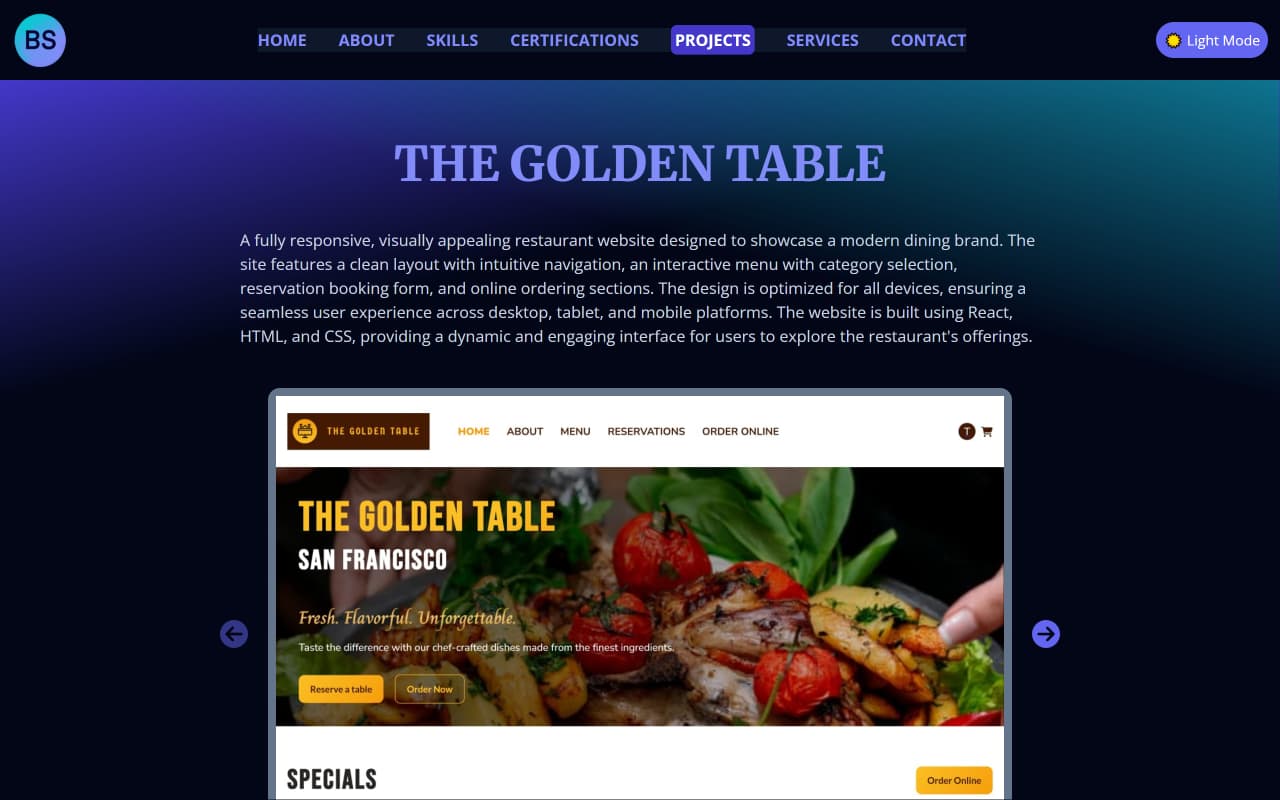 BS
HOME ABOUT SKILLS CERTIFICATIONS PROJECTS SERVICES CONTACT
Light Mode
THE GOLDEN TABLE
A fully responsive, visually appealing restaurant website designed to showcase a modern dining brand. The
site features a clean layout with intuitive navigation, an interactive menu with category selection,
reservation booking form, and online ordering sections. The design is optimized for all devices, ensuring a
seamless user experience across desktop, tablet, and mobile platforms. The website is built using React,
HTML, and CSS, providing a dynamic and engaging interface for users to explore the restaurant's offerings.
THE GOLDEN TABLE
HOME ABOUT MENU RESERVATIONS ORDER ONLINE
T
THE GOLDEN TABLE
SAN FRANCISCO
Fresh. Flavorful. Unforgettable.
Taste the difference with our chef-crafted dishes made from the finest ingredients.
Reserve a table Order Now
SPECIALS
Order Online